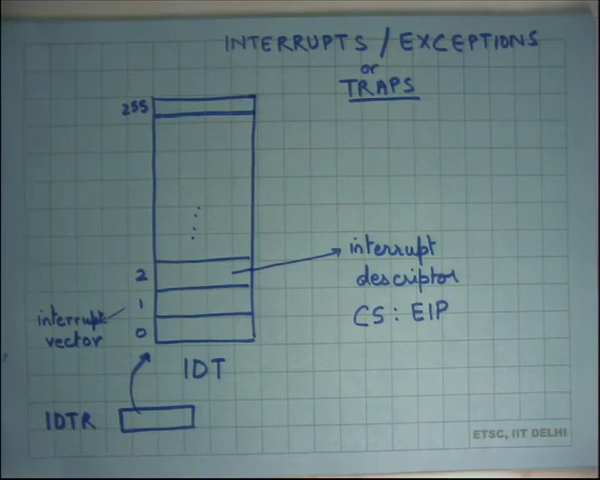 INTERRUPTS / EXCEPTIONS
or
TRAPS
255
interrupt
descriptor
CS: EIP
2
1
0
interrupt
vector
IDT
IDTR
ETSC, IIT DELHI